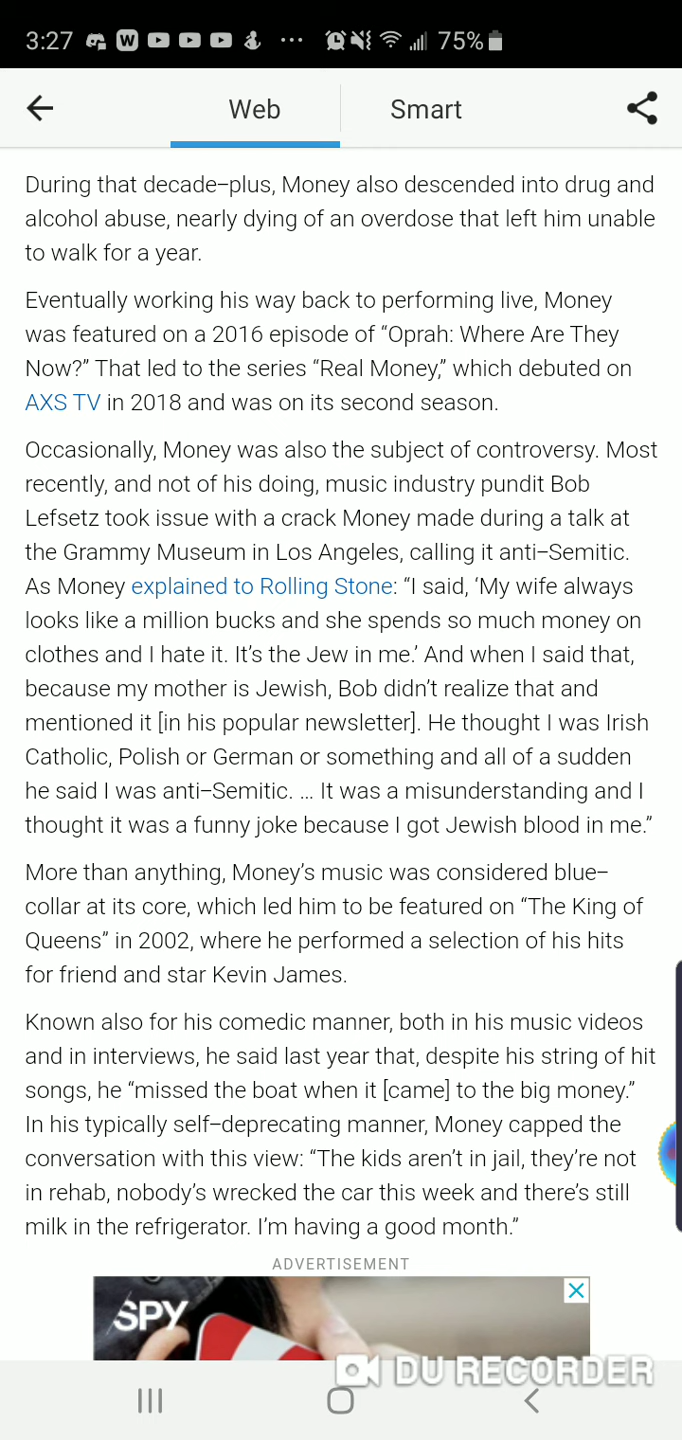 3:27 W ... 75%
Web Smart
During that decade–plus, Money also descended into drug and
alcohol abuse, nearly dying of an overdose that left him unable
to walk for a year.
Eventually working his way back to performing live, Money
was featured on a 2016 episode of “Oprah: Where Are They
Now?” That led to the series “Real Money,” which debuted on
AXS TV in 2018 and was on its second season.
Occasionally, Money was also the subject of controversy. Most
recently, and not of his doing, music industry pundit Bob
Lefsetz took issue with a crack Money made during a talk at
the Grammy Museum in Los Angeles, calling it anti–Semitic.
As Money explained to Rolling Stone: “I said, ‘My wife always
looks like a million bucks and she spends so much money on
clothes and I hate it. It’s the Jew in me.’ And when I said that,
because my mother is Jewish, Bob didn’t realize that and
mentioned it [in his popular newsletter]. He thought I was Irish
Catholic, Polish or German or something and all of a sudden
he said I was anti–Semitic. … It was a misunderstanding and I
thought it was a funny joke because I got Jewish blood in me.”
More than anything, Money’s music was considered blue–
collar at its core, which led him to be featured on “The King of
Queens” in 2002, where he performed a selection of his hits
for friend and star Kevin James.
Known also for his comedic manner, both in his music videos
and in interviews, he said last year that, despite his string of hit
songs, he “missed the boat when it [came] to the big money.”
In his typically self–deprecating manner, Money capped the
conversation with this view: “The kids aren’t in jail, they’re not
in rehab, nobody’s wrecked the car this week and there’s still
milk in the refrigerator. I’m having a good month.”
ADVERTISEMENT
SPY
DU RECORDER